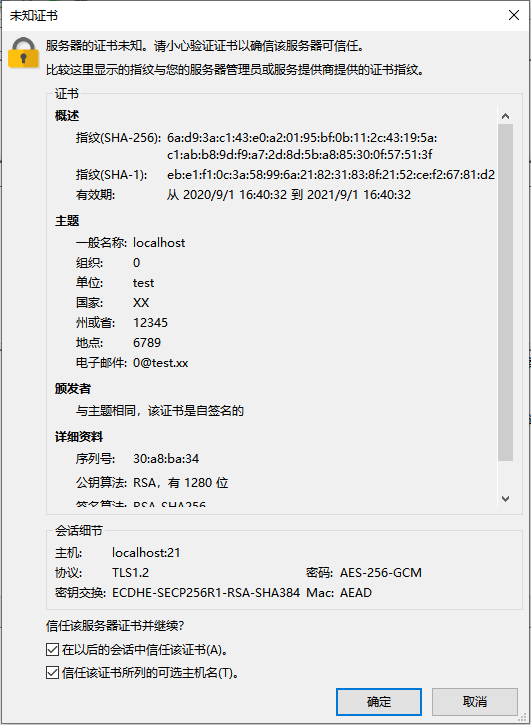 未知证书
服务器的证书未知。请小心验证证书以确信该服务器可信任。
比较这里显示的指纹与您的服务器管理员或服务提供商提供的证书指纹。
证书
概述
指纹(SHA-256): 6a:d9:3a:c1:43:e0:a2:01:95:bf:0b:11:2c:43:19:5a:
c1:ab:b8:9d:f9:a7:2d:8d:5b:a8:85:30:0f:57:51:3f
指纹(SHA-1): eb:e1:f1:0c:3a:58:99:6a:21:82:31:83:8f:21:52:ce:f2:67:81:d2
有效期: 从 2020/9/1 16:40:32 到 2021/9/1 16:40:32
主题
一般名称: localhost
组织: 0
单位: test
国家: XX
州或省: 12345
地点: 6789
电子邮件: 0@test.xx
颁发者
与主题相同，该证书是自签名的
详细资料
序列号: 30:a8:ba:34
公钥算法: RSA，有 1280 位
签名算法: RSA-SHA256
会话细节
主机: localhost:21
协议: TLS1.2 密码: AES-256-GCM
密钥交换: ECDHE-SECP256R1-RSA-SHA384 Mac: AEAD
信任该服务器证书并继续?
在以后的会话中信任该证书(A)。
信任该证书所列的可选主机名(T)。
确定 取消